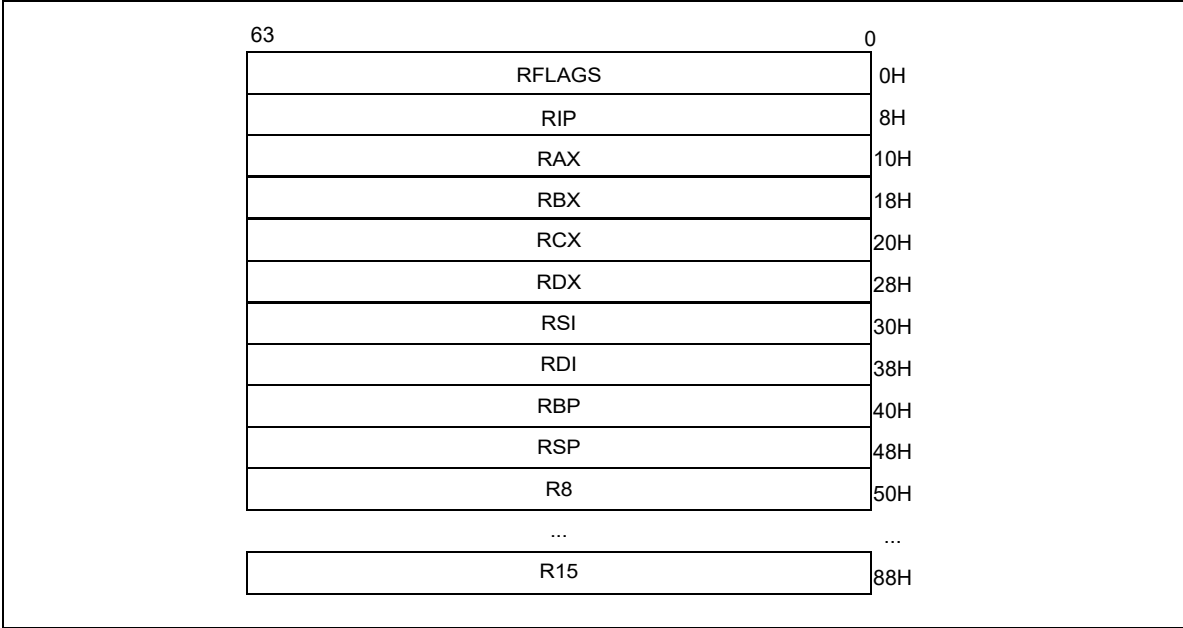 63 0
RFLAGS 0H
RIP 8H
RAX 10H
RBX 18H
RCX 20H
RDX 28H
RSI 30H
RDI 38H
RBP 40H
RSP 48H
R8 50H
... ...
R15 88H